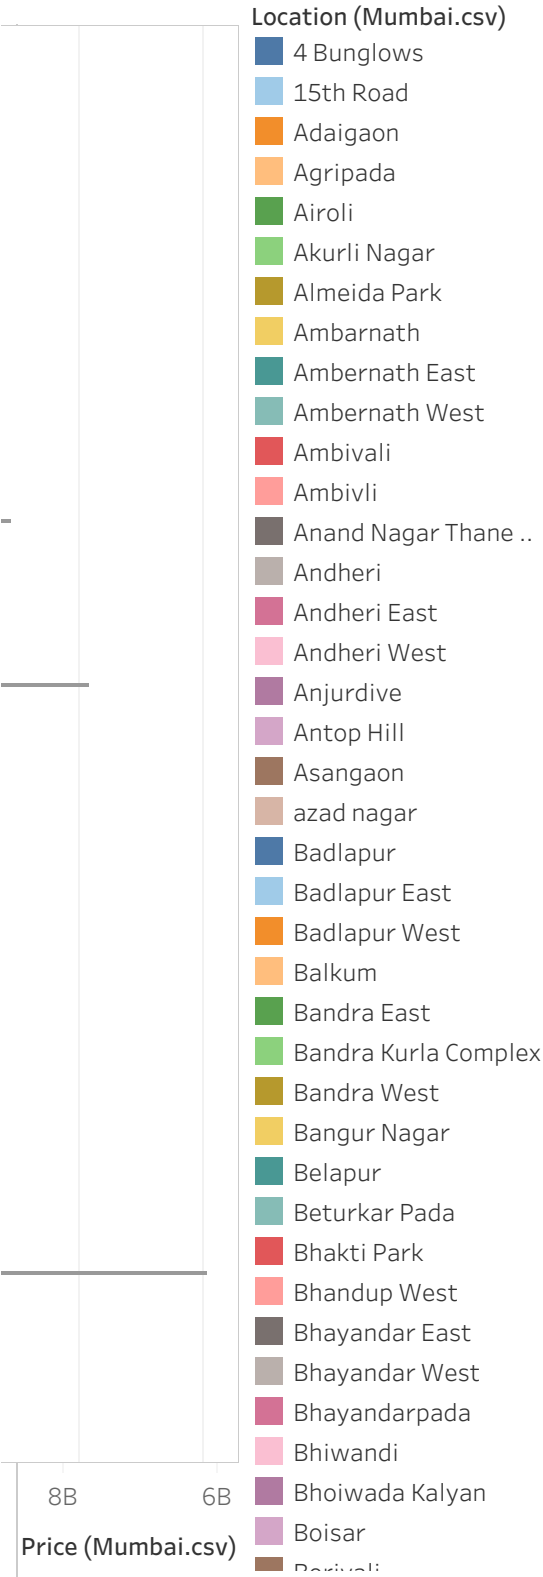 Location (Mumbai.csv)
4 Bunglows
15th Road
Adaigaon
Agripada
Airoli
Akurli Nagar
Almeida Park
Ambarnath
Ambernath East
Ambernath West
Ambivali
Ambivli
Anand Nagar Thane ..
Andheri
Andheri East
Andheri West
Anjurdive
Antop Hill
Asangaon
azad nagar
Badlapur
Badlapur East
Badlapur West
Balkum
Bandra East
Bandra Kurla Complex
Bandra West
Bangur Nagar
Belapur
Beturkar Pada
Bhakti Park
Bhandup West
Bhayandar East
Bhayandar West
Bhayandarpada
Bhiwandi
Bhoiwada Kalyan
Boisar
8B
6B
Price (Mumbai.csv)